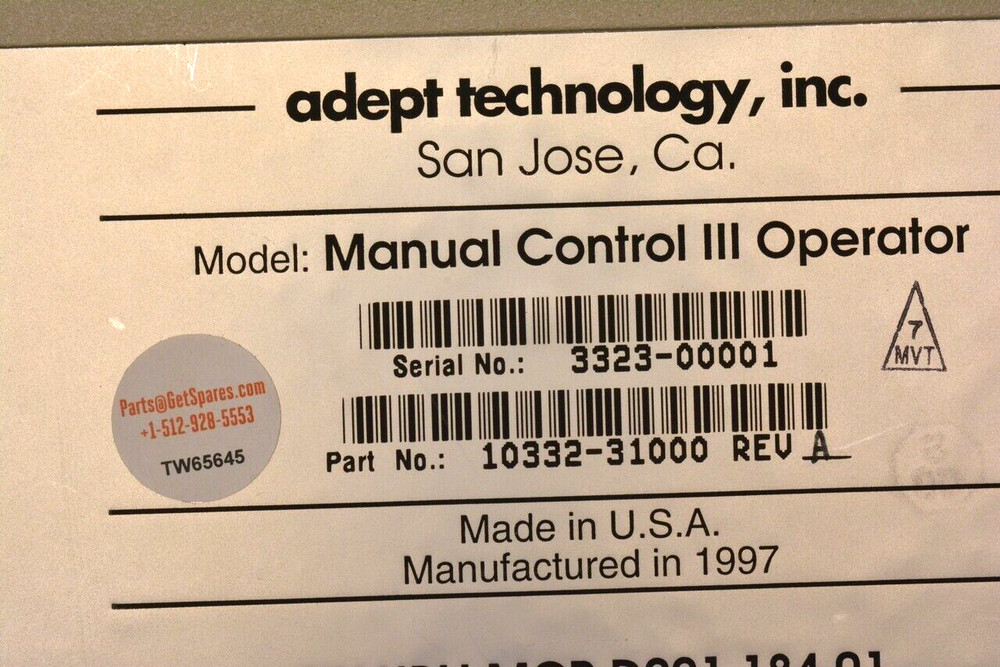 adept technology, inc.
San Jose, Ca.
Model: Manual Control III Operator
Serial No.: 3323-00001
7
MVT
Parts@GetSpares.com
+1-512-928-5553
TW65645
Part No.: 10332-31000 REV A
Made in U.S.A.
Manufactured in 1997